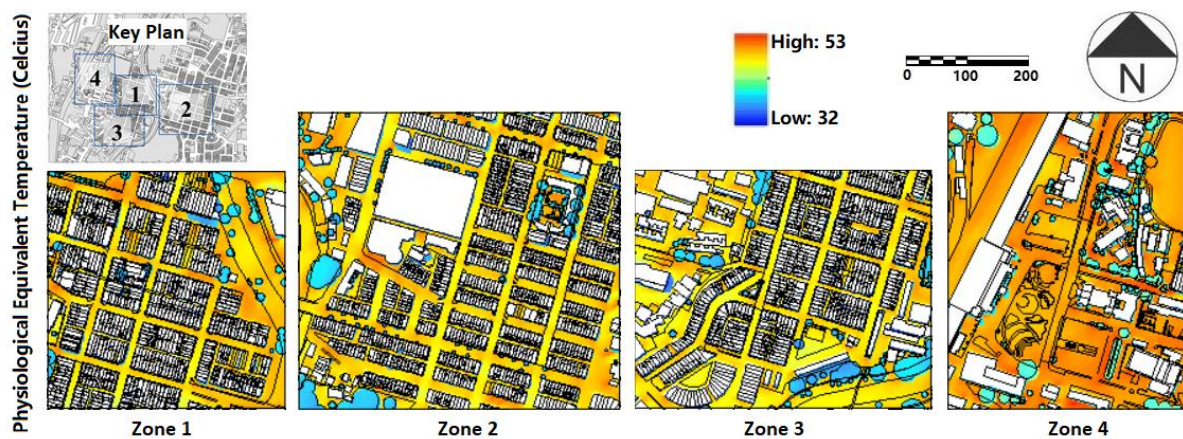 Physiological Equivalent Temperature (Celcius)
Key Plan
4
1
2
3
High: 53
Low: 32
0 100 200
N
Zone 1
Zone 2
Zone 3
Zone 4